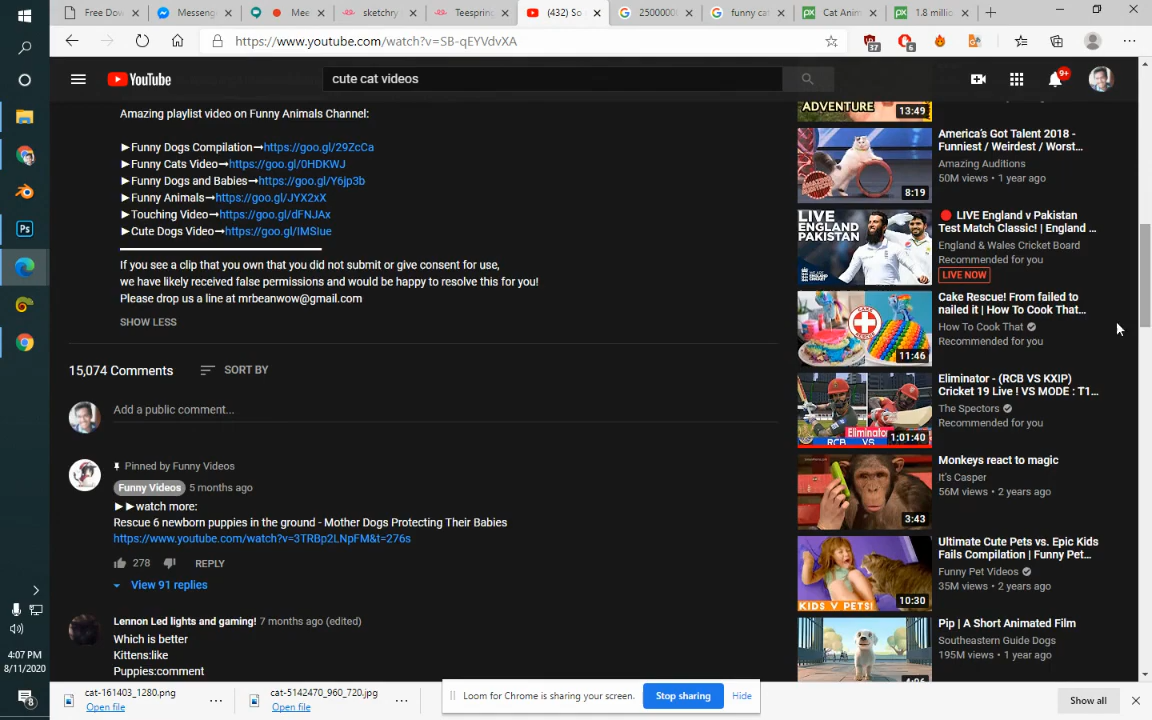 Free Dow
Messeng
Mee
sketchry
Teespring
(432) So
25000000
funny cat
Cat Anim
1.8 millio
https://www.youtube.com/watch?v=SB-qEYVdvXA
37
6
YouTube
cute cat videos
9+
Amazing playlist video on Funny Animals Channel:
►Funny Dogs Compilation→https://goo.gl/29ZcCa
►Funny Cats Video→https://goo.gl/0HDKWJ
►Funny Dogs and Babies→https://goo.gl/Y6jp3b
►Funny Animals→https://goo.gl/JYX2xX
►Touching Video→https://goo.gl/dFNJAx
►Cute Dogs Video→https://goo.gl/IMSIue
If you see a clip that you own that you did not submit or give consent for use,
we have likely received false permissions and would be happy to resolve this for you!
Please drop us a line at mrbeanwow@gmail.com
SHOW LESS
15,074 Comments
SORT BY
Add a public comment...
Pinned by Funny Videos
Funny Videos 5 months ago
►►watch more:
Rescue 6 newborn puppies in the ground - Mother Dogs Protecting Their Babies
https://www.youtube.com/watch?v=3TRBp2LNpFM&t=276s
278
REPLY
View 91 replies
Lennon Led lights and gaming! 7 months ago (edited)
Which is better
Kittens:like
Puppies:comment
ADVENTURE
13:49
America's Got Talent 2018 -
Funniest / Weirdest / Worst...
Amazing Auditions
50M views • 1 year ago
8:19
LIVE
ENGLAND
PAKISTAN
LIVE England v Pakistan
Test Match Classic! | England ...
England & Wales Cricket Board
Recommended for you
LIVE NOW
Cake Rescue! From failed to
nailed it | How To Cook That...
How To Cook That
Recommended for you
11:46
Eliminator - (RCB VS KXIP)
Cricket 19 Live ! VS MODE : T1...
The Spectors
Recommended for you
Eliminator
1:01:40
RCB VS
Monkeys react to magic
It's Casper
56M views • 2 years ago
3:43
Ultimate Cute Pets vs. Epic Kids
Fails Compilation | Funny Pet...
Funny Pet Videos
35M views • 2 years ago
KIDS V PETS!
10:30
Pip | A Short Animated Film
Southeastern Guide Dogs
195M views • 1 year ago
Ps
4:07 PM
8/11/2020
8
cat-161403_1280.png
Open file
cat-5142470_960_720.jpg
Open file
Loom for Chrome is sharing your screen.
Stop sharing
Hide
Show all